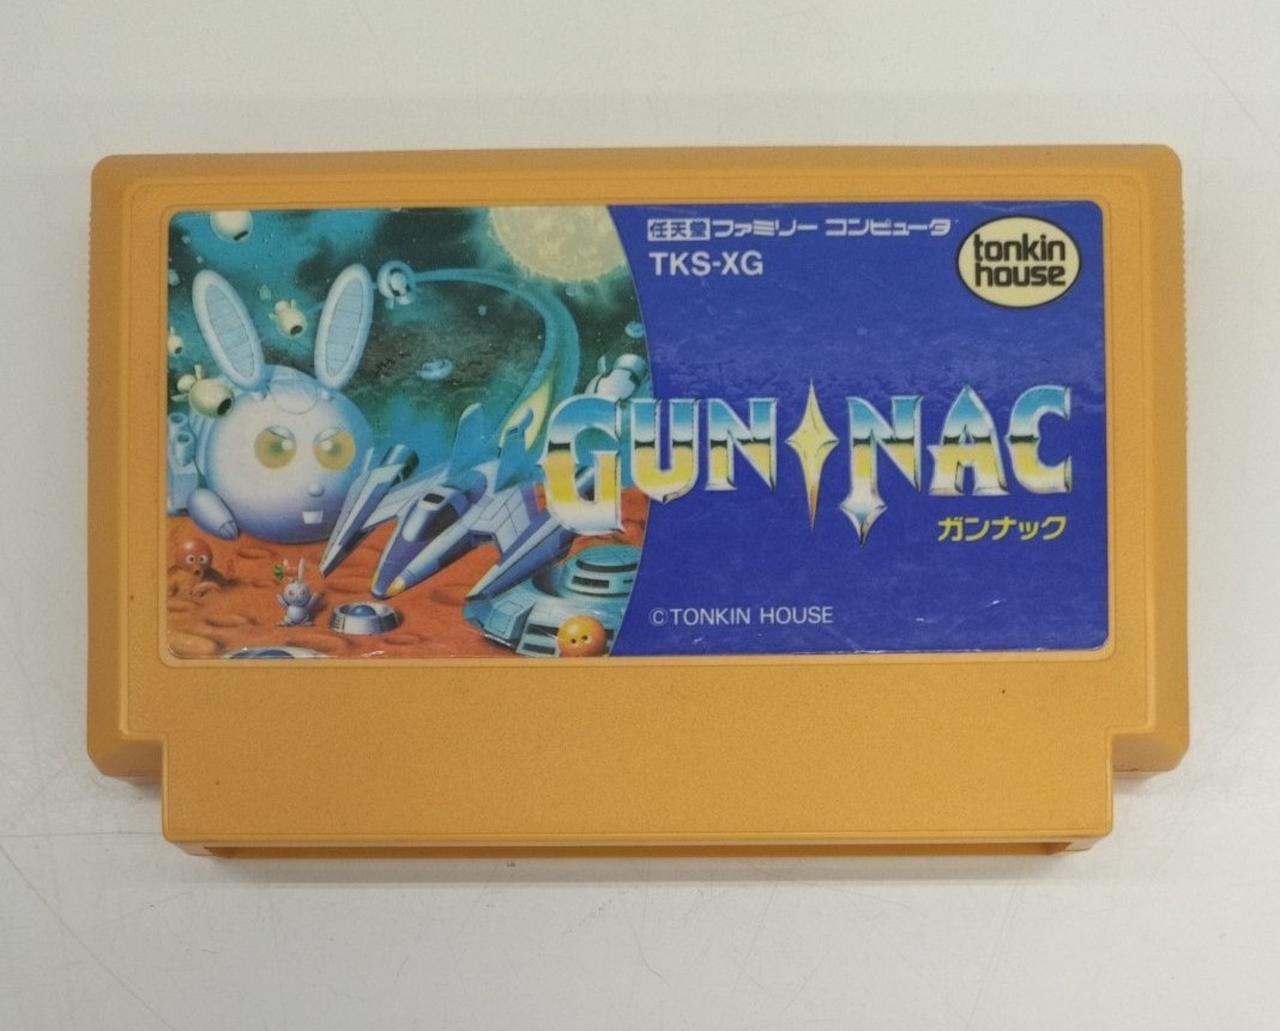 任天堂 ファミリー コンピュータ
TKS-XG
tonkin
house
GUN NAC
ガンナック
©TONKIN HOUSE